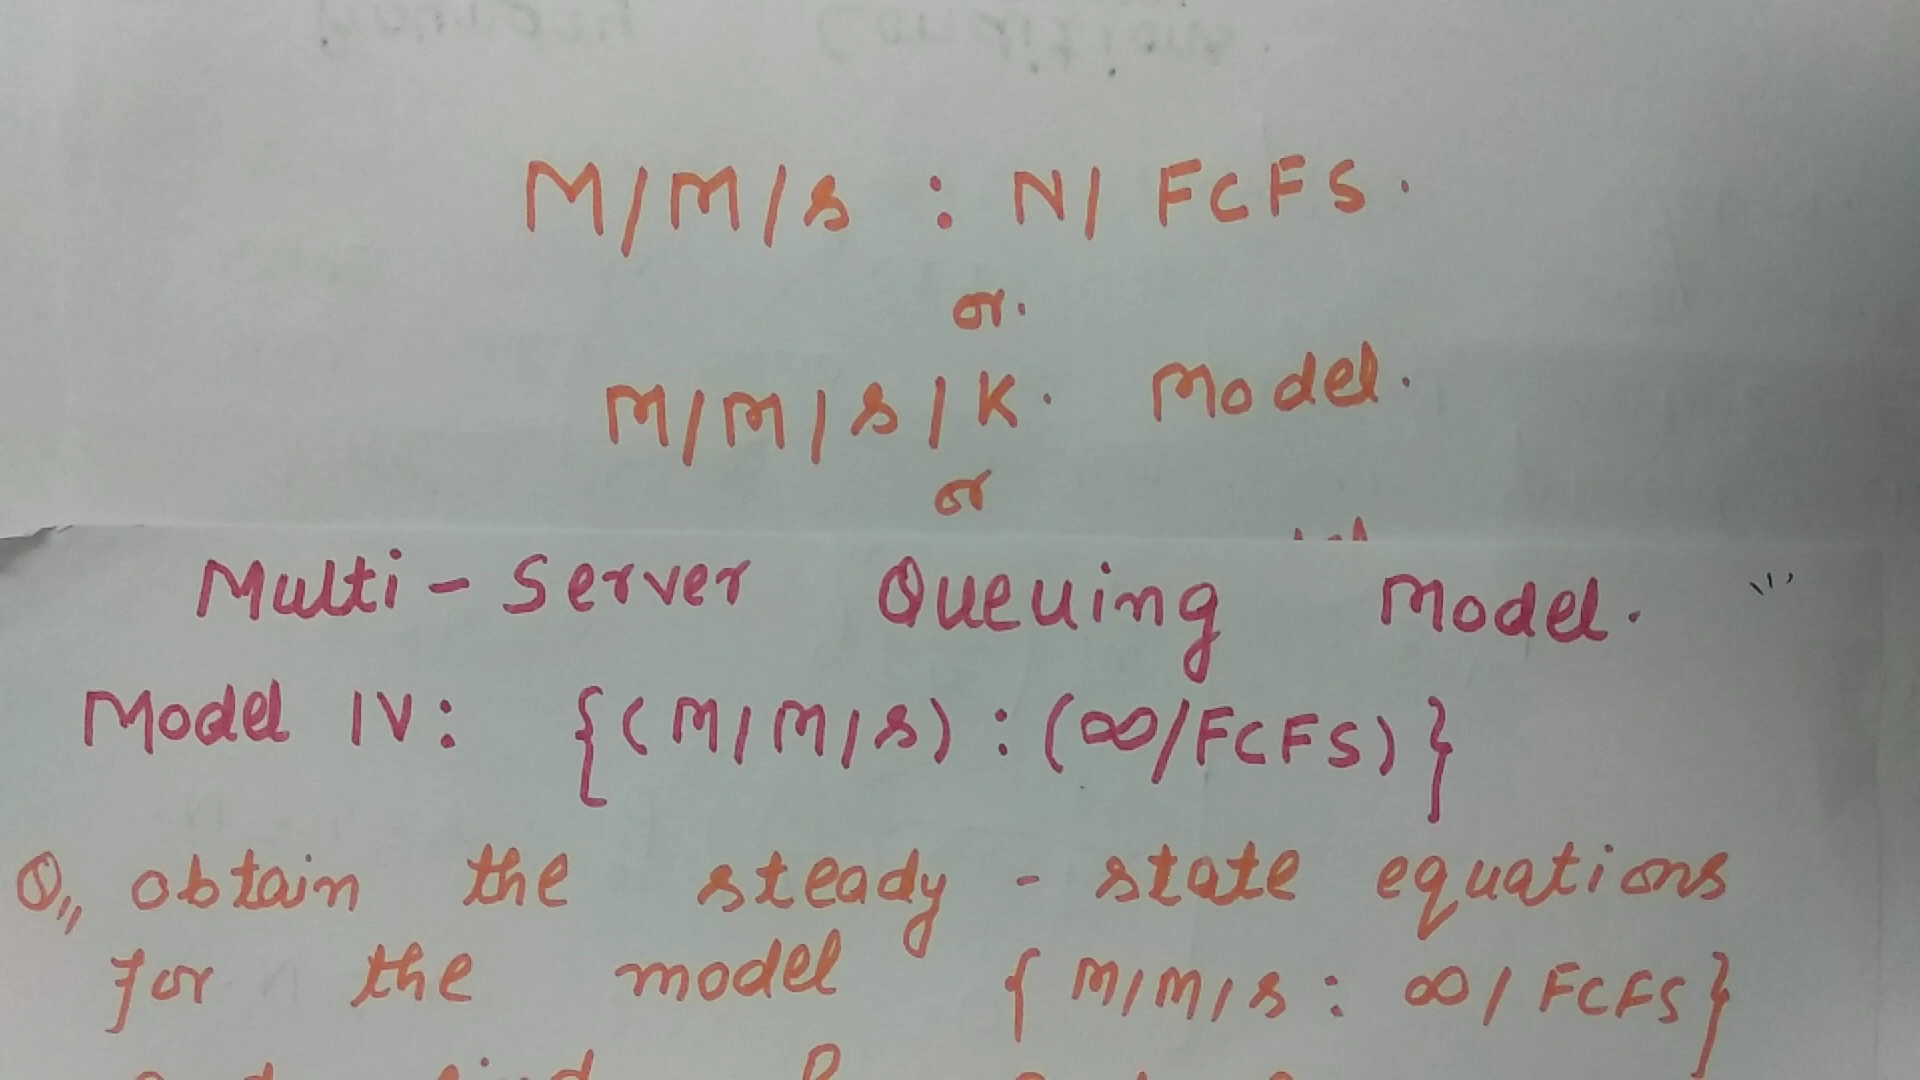 M/M/s : N/ FCFS.
or.
M/M/s/K. Model.
or
Multi-Server Queuing Model.
Model IV: {(M/M/s) : (∞/FCFS)}
Q,, obtain the steady - state equations
for the model { M/M/s : ∞/ FCFS}